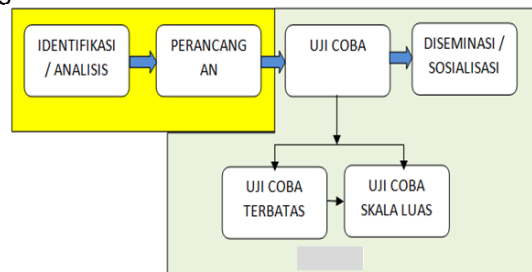 IDENTIFIKASI
/ ANALISIS
PERANCANG
AN
UJI COBA
DISEMINASI /
SOSIALISASI
UJI COBA
TERBATAS
UJI COBA
SKALA LUAS